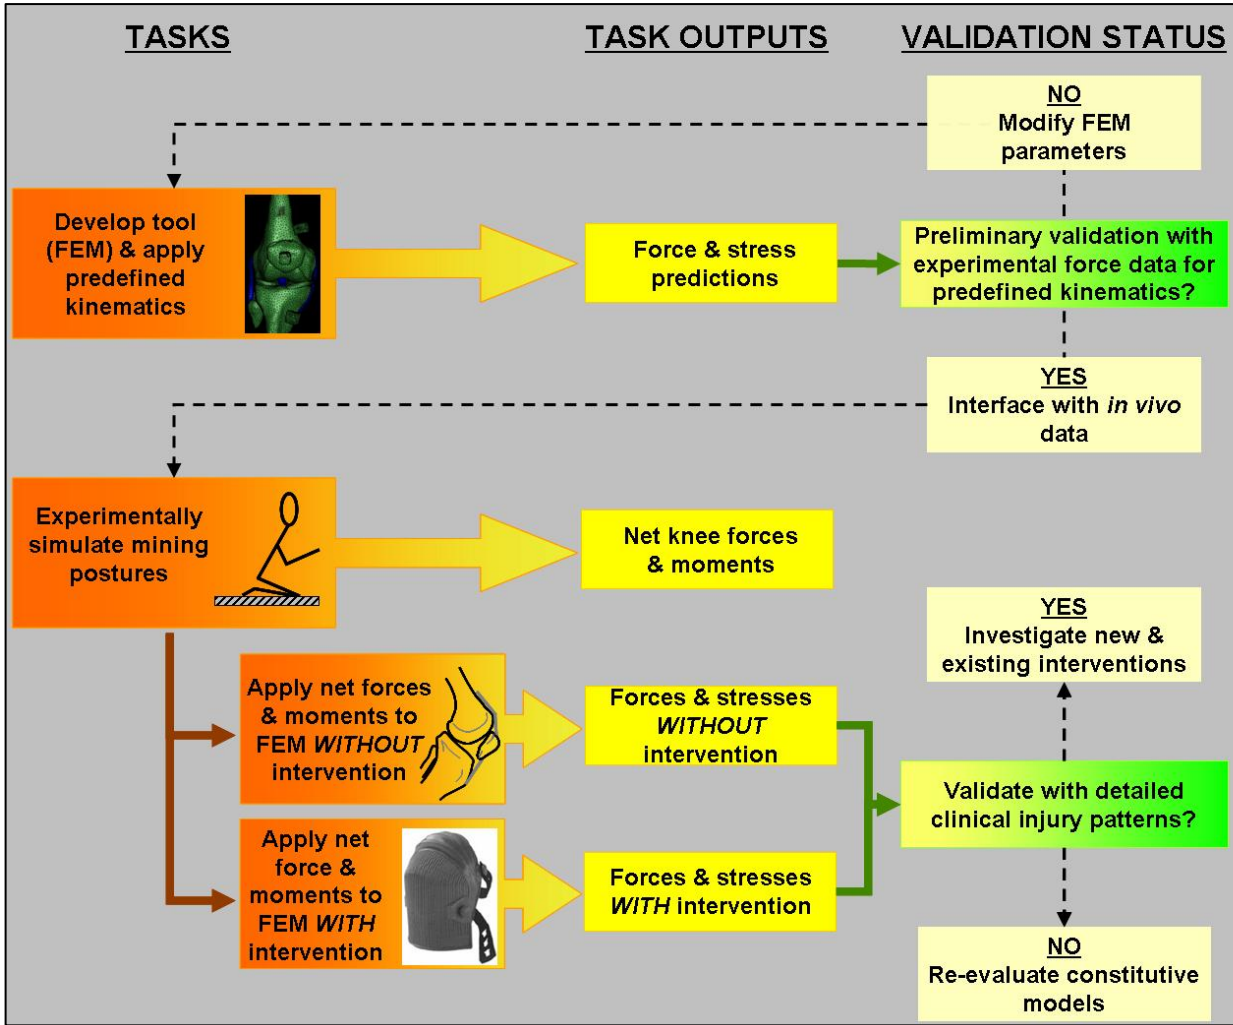 TASKS
TASK OUTPUTS
VALIDATION STATUS
NO
Modify FEM
parameters
Develop tool
(FEM) & apply
predefined
kinematics
Force & stress
predictions
Preliminary validation with
experimental force data for
predefined kinematics?
YES
Interface with in vivo
data
Experimentally
simulate mining
postures
Net knee forces
& moments
YES
Investigate new &
existing interventions
Apply net forces
& moments to
FEM WITHOUT
intervention
Forces & stresses
WITHOUT
intervention
Validate with detailed
clinical injury patterns?
Apply net
force &
moments to
FEM WITH
intervention
Forces & stresses
WITH intervention
NO
Re-evaluate constitutive
models